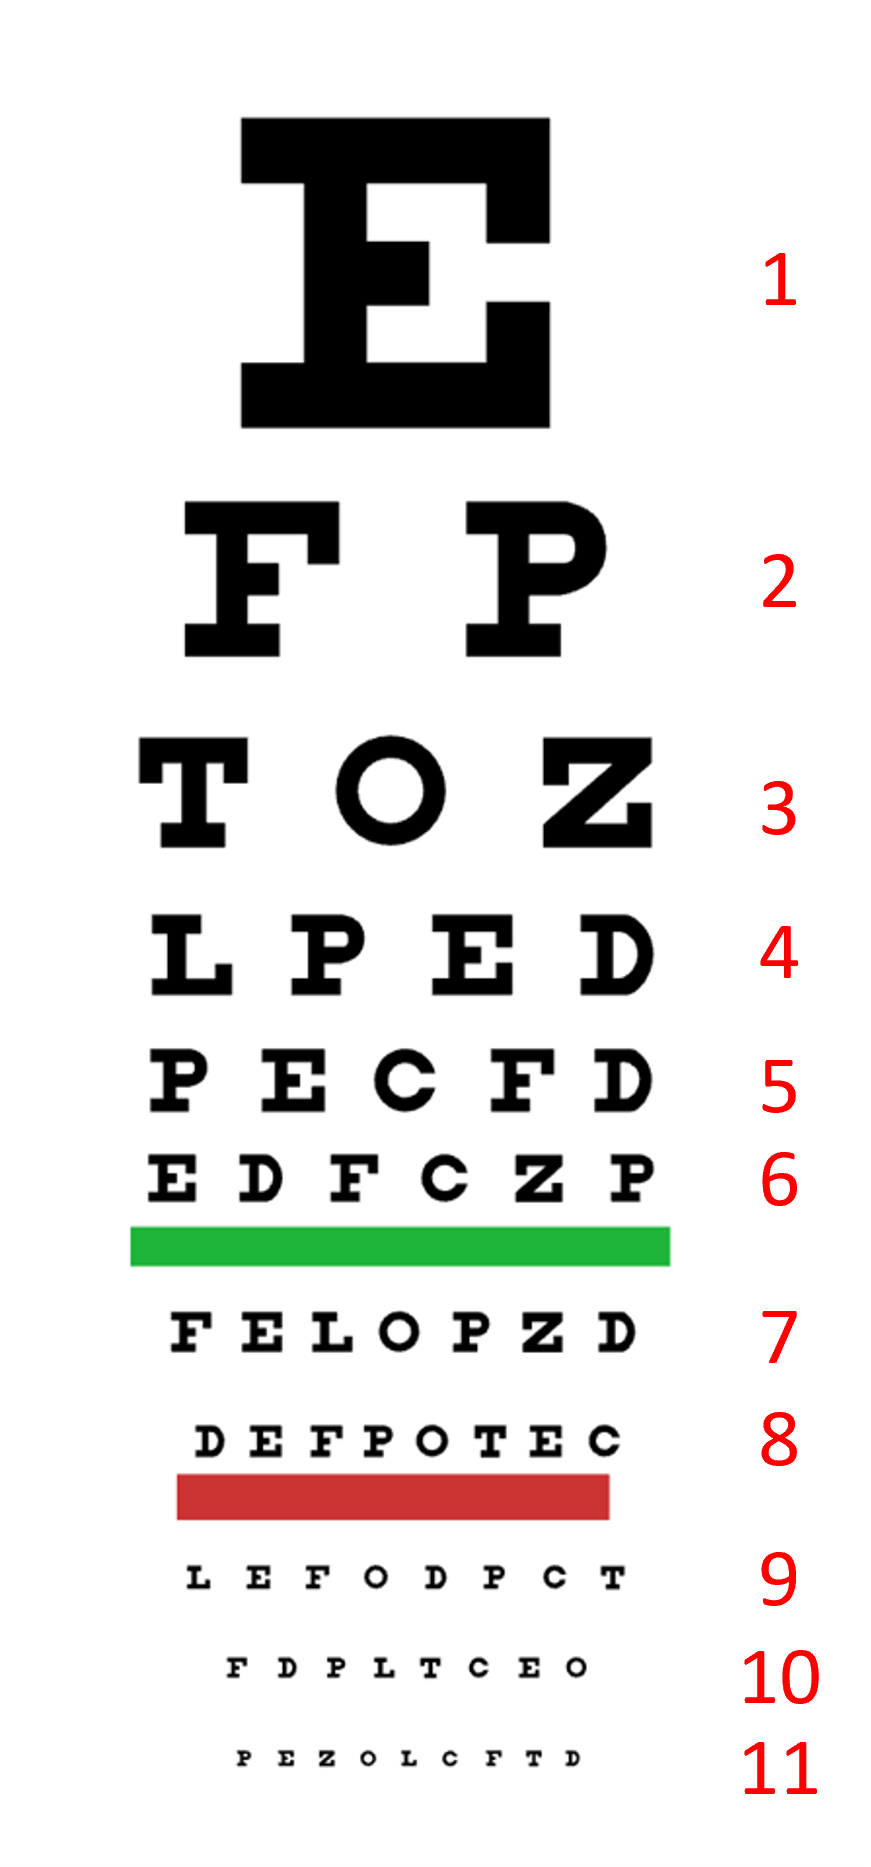 E 1
F P 2
T O Z 3
L P E D 4
P E C F D 5
E D F C Z P 6
F E L O P Z D 7
D E F P O T E C 8
L E F O D P C T 9
F D P L T C E O 10
P E Z O L C F T D 11